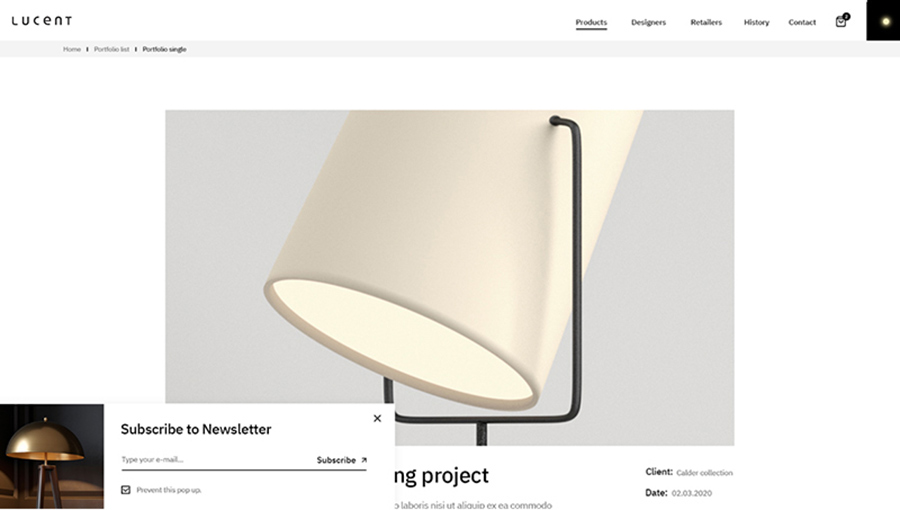 LUCENT
Products Designers Retailers History Contact
Home Portfolio list Portfolio single
Subscribe to Newsletter
Type your e-mail... Subscribe
Prevent this pop up.
ng project
laboris nisi ut aliquip ex ea commodo
Client: Calder collection
Date: 02.03.2020